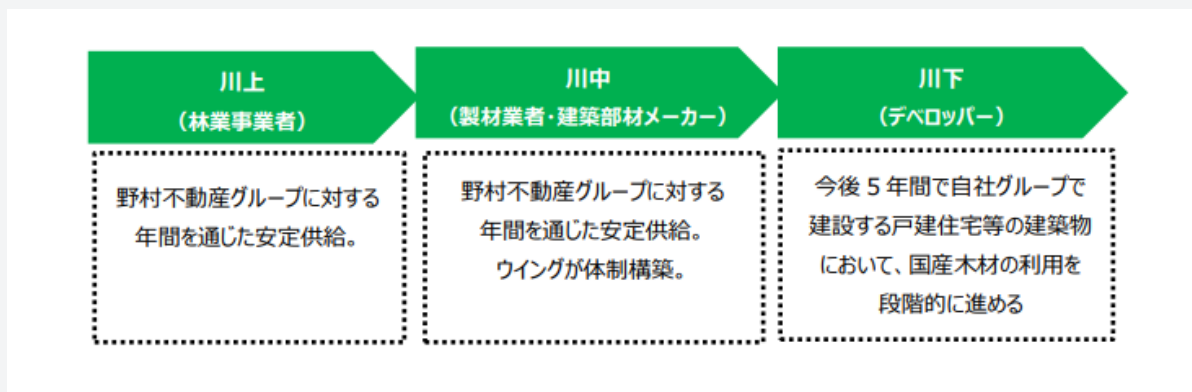 川上
（林業事業者）
野村不動産グループに対する
年間を通じた安定供給。
川中
（製材業者・建築部材メーカー）
野村不動産グループに対する
年間を通じた安定供給。
ウイングが体制構築。
川下
（デベロッパー）
今後 5 年間で自社グループで
建設する戸建住宅等の建築物
において、国産木材の利用を
段階的に進める